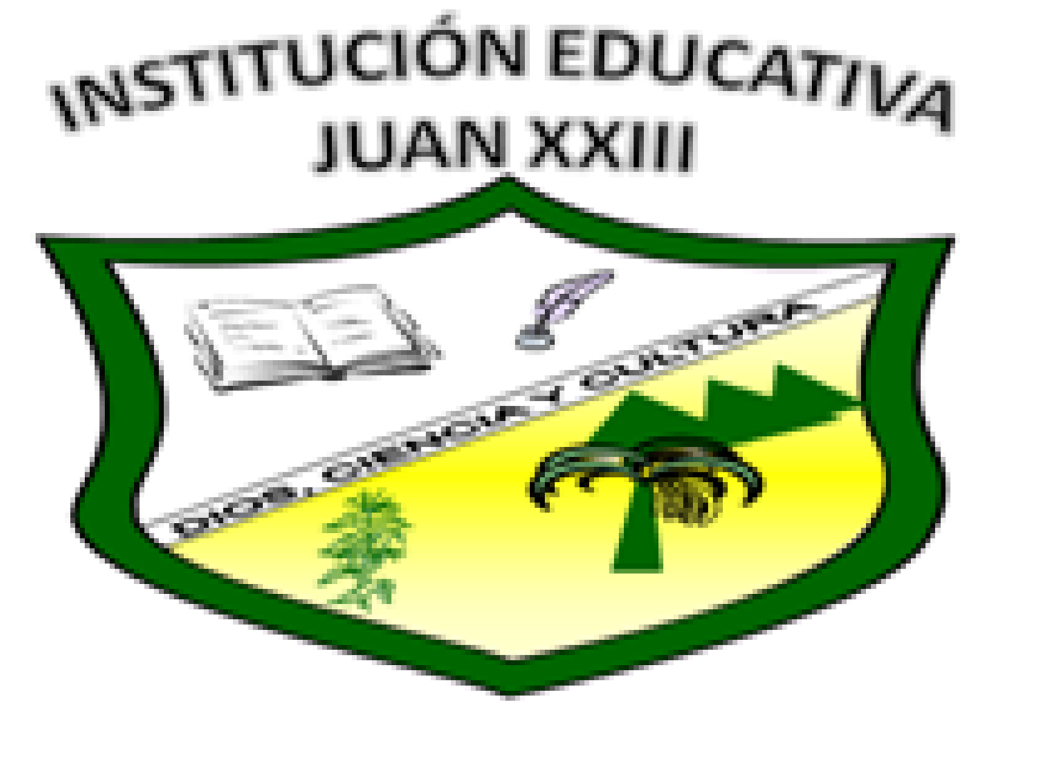 INSTITUCIÓN EDUCATIVA
JUAN XXIII
DIOS, CIENCIA Y CULTURA